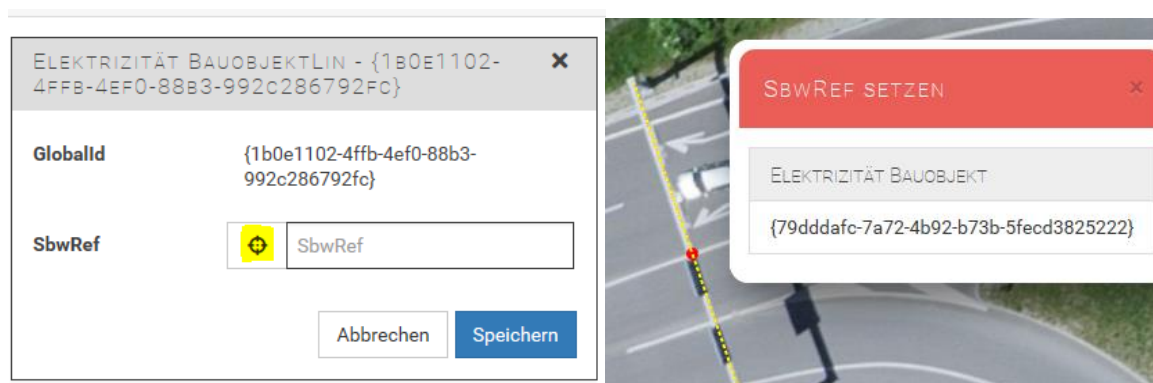 Elektrizität BauobjektLin - {1b0e1102-
4ffb-4ef0-88b3-992c286792fc}
GlobalId
{1b0e1102-4ffb-4ef0-88b3-
992c286792fc}
SbwRef
SbwRef
Abbrechen
Speichern
SbwRef setzen
Elektrizität Bauobjekt
{79dddafc-7a72-4b92-b73b-5fecd3825222}